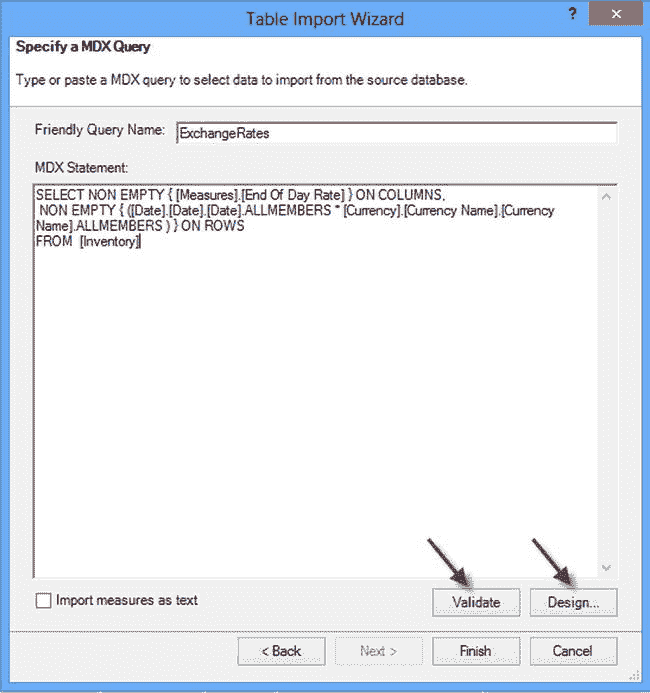 Table Import Wizard
?
Specify a MDX Query
Type or paste a MDX query to select data to import from the source database.
Friendly Query Name: ExchangeRates
MDX Statement:
SELECT NON EMPTY { [Measures].[End Of Day Rate] } ON COLUMNS,
NON EMPTY { ([Date].[Date].[Date].ALLMEMBERS * [Currency].[Currency Name].[Currency
Name].ALLMEMBERS ) } ON ROWS
FROM [Inventory]
Import measures as text
Validate
Design...
< Back
Next >
Finish
Cancel